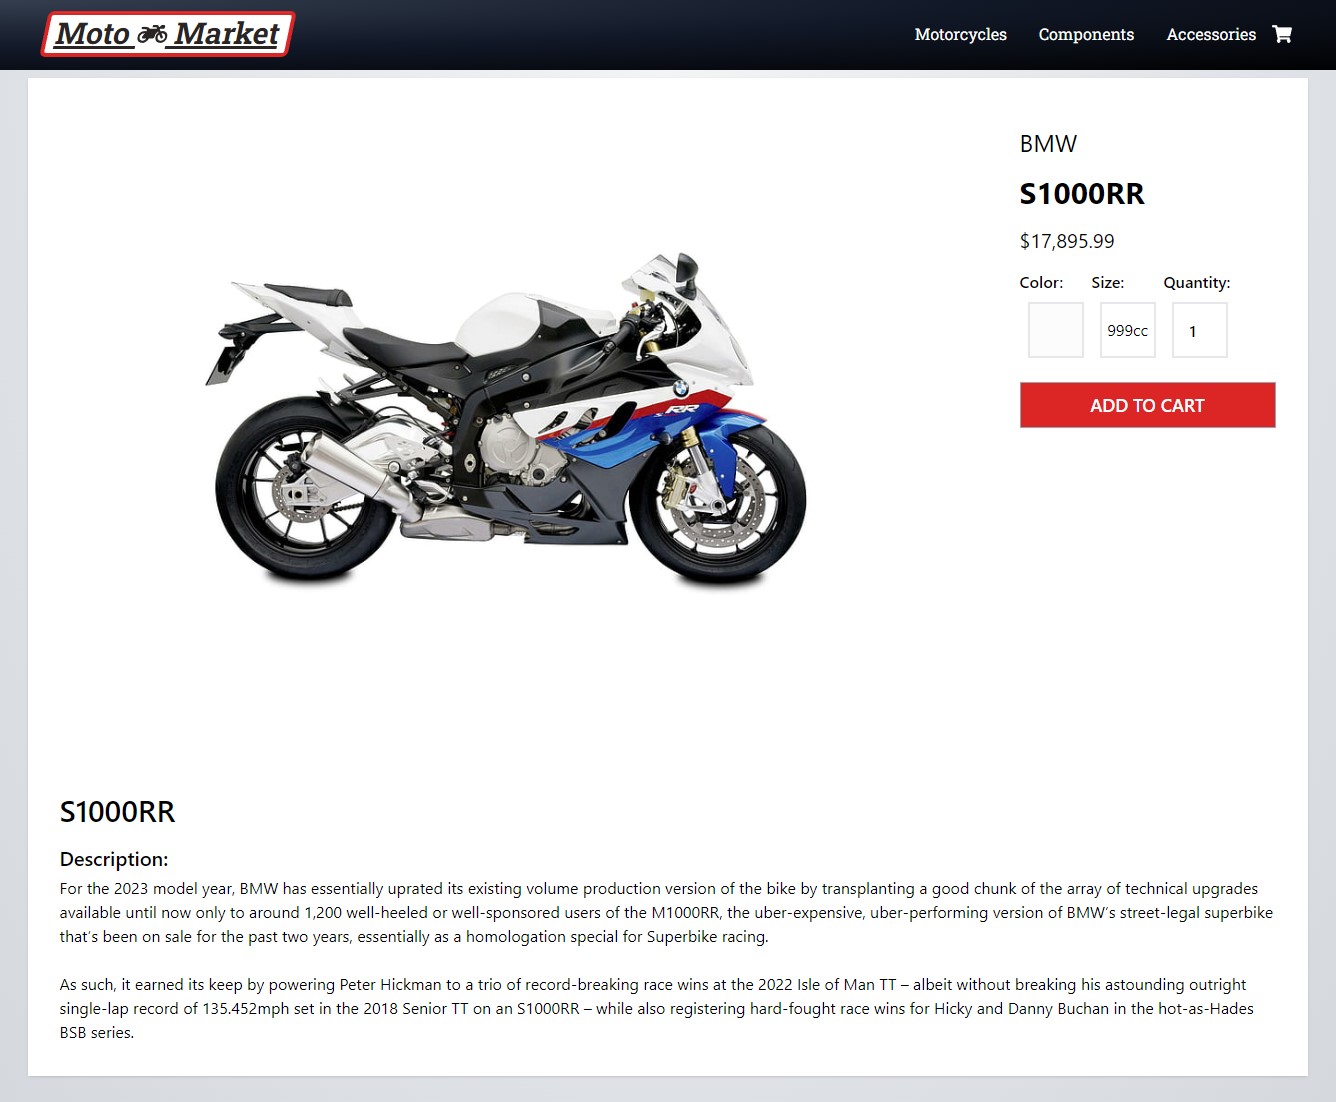 Moto Market
Motorcycles Components Accessories
BMW
S1000RR
$17,895.99
Color: Size: Quantity:
999cc 1
ADD TO CART
RR
S1000RR
Description:
For the 2023 model year, BMW has essentially uprated its existing volume production version of the bike by transplanting a good chunk of the array of technical upgrades
available until now only to around 1,200 well-heeled or well-sponsored users of the M1000RR, the uber-expensive, uber-performing version of BMW's street-legal superbike
that's been on sale for the past two years, essentially as a homologation special for Superbike racing.
As such, it earned its keep by powering Peter Hickman to a trio of record-breaking race wins at the 2022 Isle of Man TT – albeit without breaking his astounding outright
single-lap record of 135.452mph set in the 2018 Senior TT on an S1000RR – while also registering hard-fought race wins for Hicky and Danny Buchan in the hot-as-Hades
BSB series.